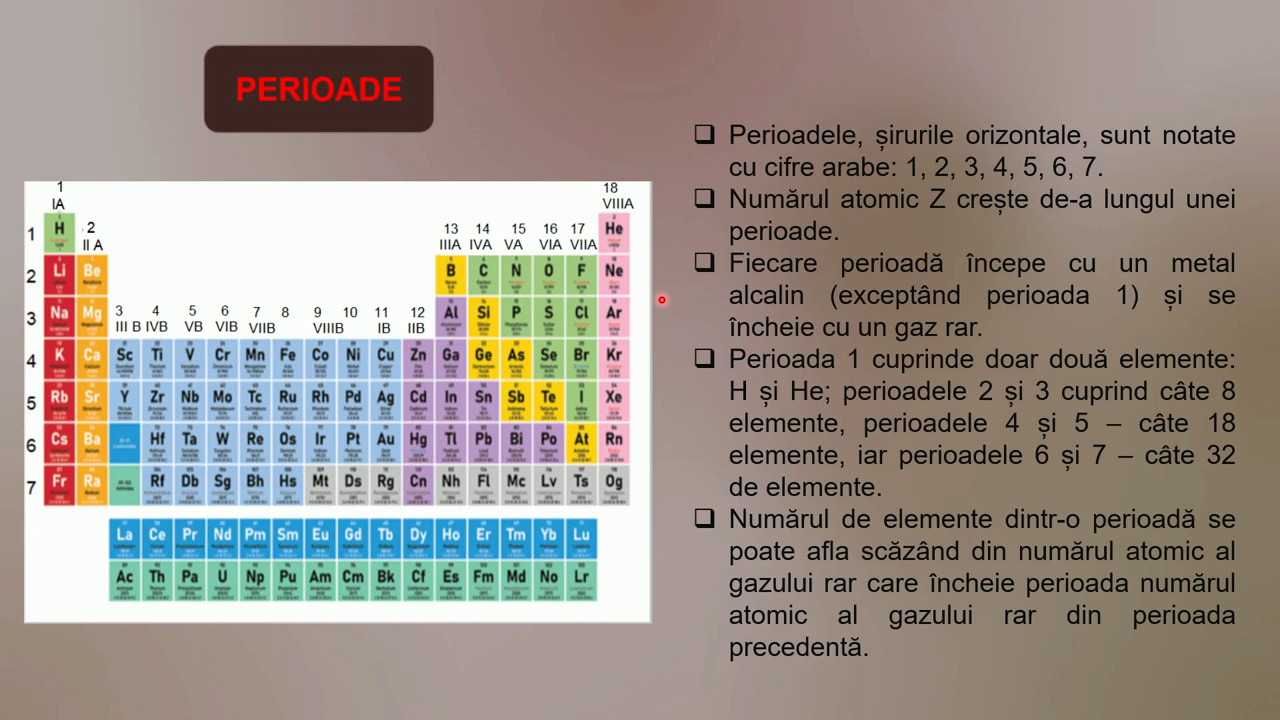 PERIOADE
1 18
IA VIIIA
1 H 2 He
II A 13 14 15 16 17
IIIA IVA VA VIA VIIA
2 Li Be B C N O F Ne
3 Na Mg Al Si P S Cl Ar
3 4 5 6 7 8 9 10 11 12
III B IVB VB VIB VIIB VIIIB IB IIB
4 K Ca Sc Ti V Cr Mn Fe Co Ni Cu Zn Ga Ge As Se Br Kr
5 Rb Sr Y Zr Nb Mo Tc Ru Rh Pd Ag Cd In Sn Sb Te I Xe
6 Cs Ba Hf Ta W Re Os Ir Pt Au Hg Tl Pb Bi Po At Rn
7 Fr Ra Rf Db Sg Bh Hs Mt Ds Rg Cn Nh Fl Mc Lv Ts Og
La Ce Pr Nd Pm Sm Eu Gd Tb Dy Ho Er Tm Yb Lu
Ac Th Pa U Np Pu Am Cm Bk Cf Es Fm Md No Lr
Perioadele, șirurile orizontale, sunt notate
cu cifre arabe: 1, 2, 3, 4, 5, 6, 7.
Numărul atomic Z crește de-a lungul unei
perioade.
Fiecare perioadă începe cu un metal
alcalin (exceptând perioada 1) și se
încheie cu un gaz rar.
Perioada 1 cuprinde doar două elemente:
H și He; perioadele 2 și 3 cuprind câte 8
elemente, perioadele 4 și 5 – câte 18
elemente, iar perioadele 6 și 7 – câte 32
de elemente.
Numărul de elemente dintr-o perioadă se
poate afla scăzând din numărul atomic al
gazului rar care încheie perioada numărul
atomic al gazului rar din perioada
precedentă.